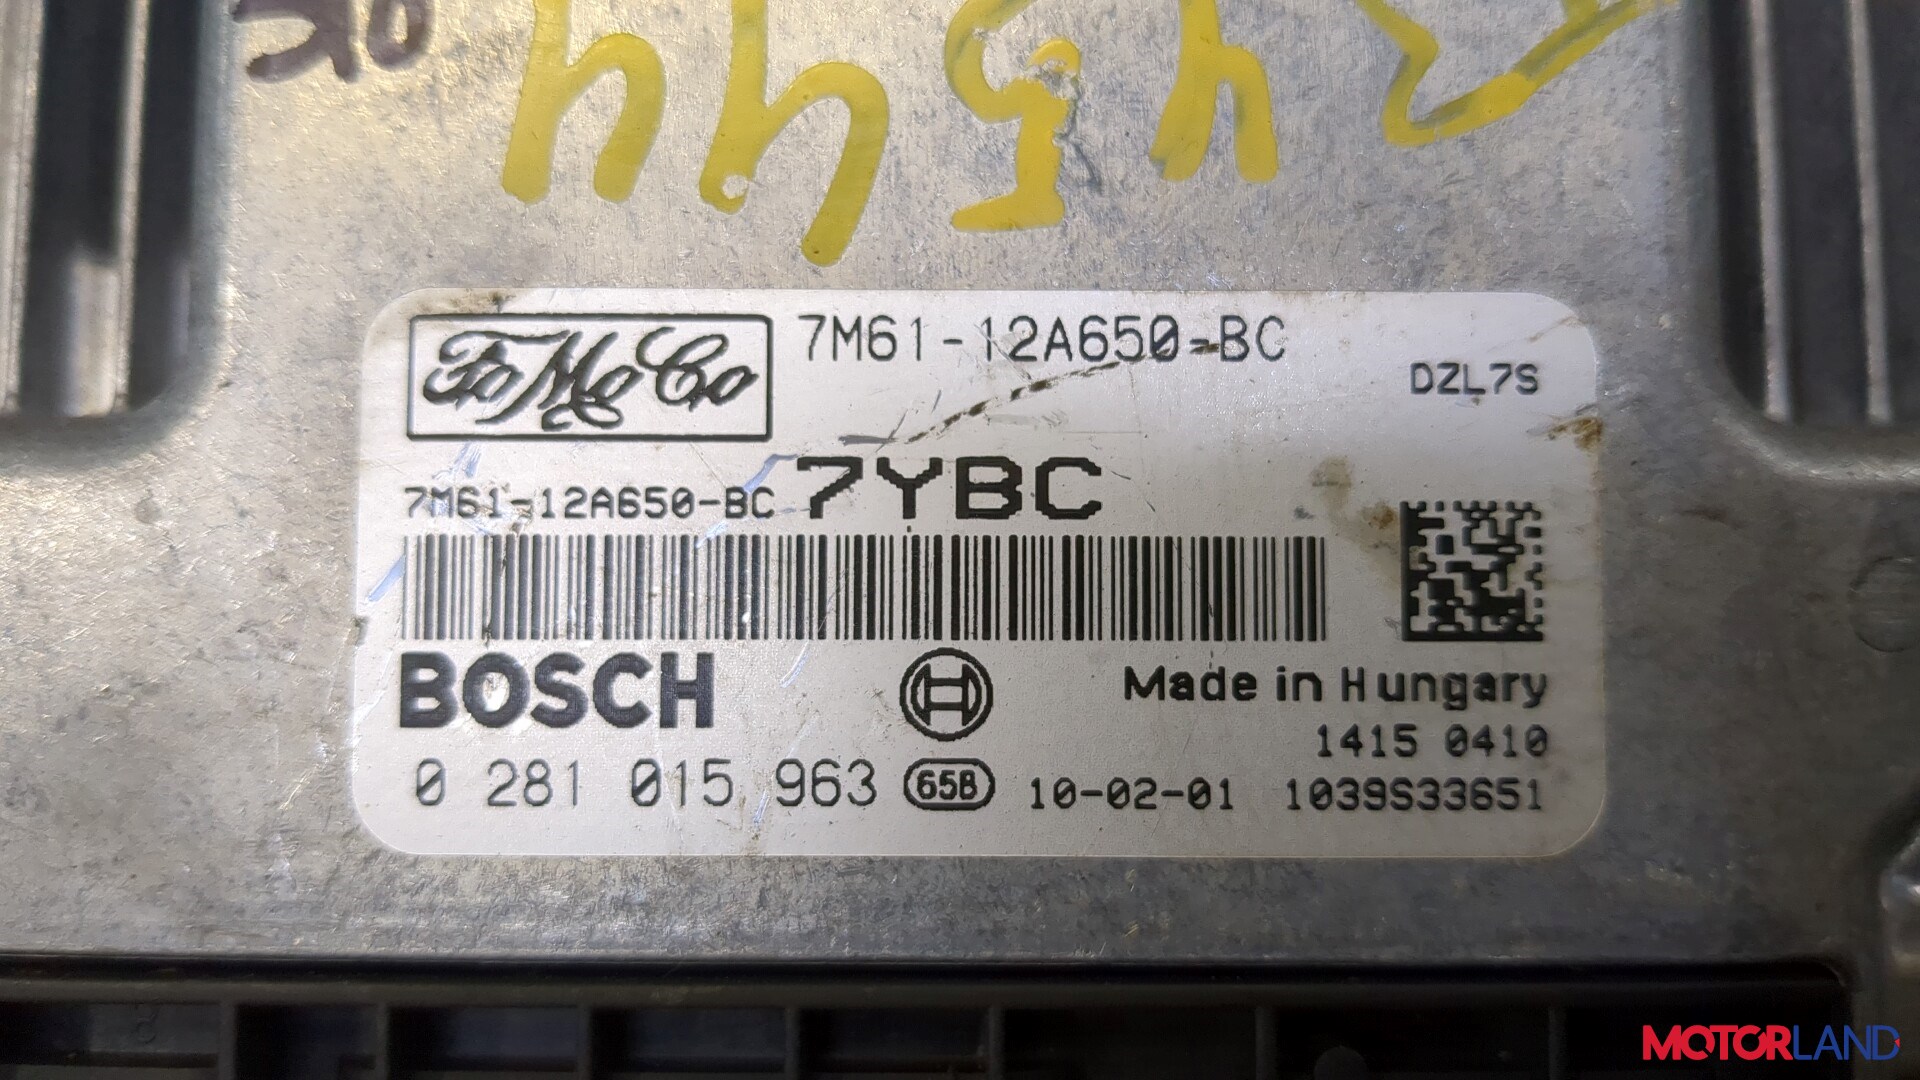 OK
FoMoCo
7M61-12A650-BC
DZL7S
7M61-12A650-BC 7YBC
BOSCH
Made in Hungary
1415 0410
0 281 015 963 65B 10-02-01 1039S33651
MOTORLAND